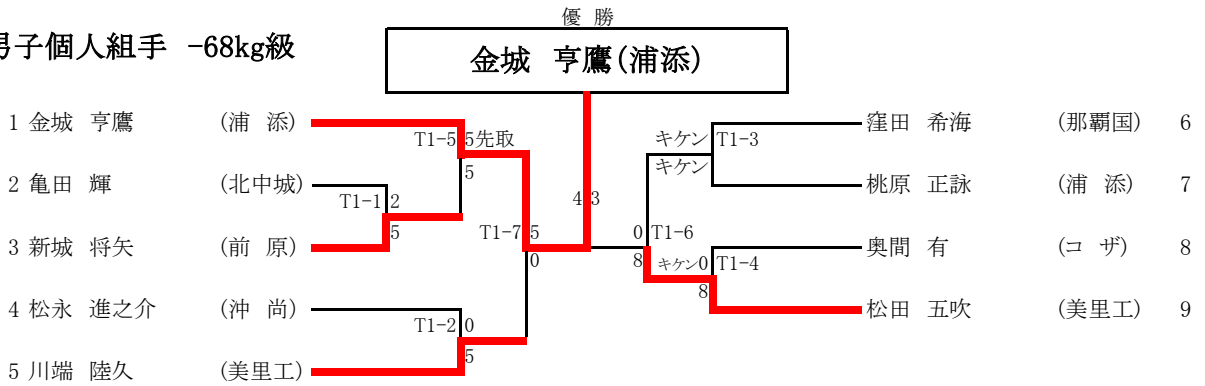 優 勝
男子個人組手 -68kg級
金城 亨鷹(浦添)
1 金城 亨鷹 (浦 添)
T1-5 5先取
キケン T1-3
窪田 希海 (那覇国) 6
5
キケン
2 亀田 輝 (北中城)
桃原 正詠 (浦 添) 7
T1-1 2
4 3
5
T1-7 5
0 T1-6
3 新城 将矢 (前 原)
奥間 有 (コ ザ) 8
0
8
キケン0 T1-4
8
4 松永 進之介 (沖 尚)
松田 五吹 (美里工) 9
T1-2 0
5
5 川端 陸久 (美里工)